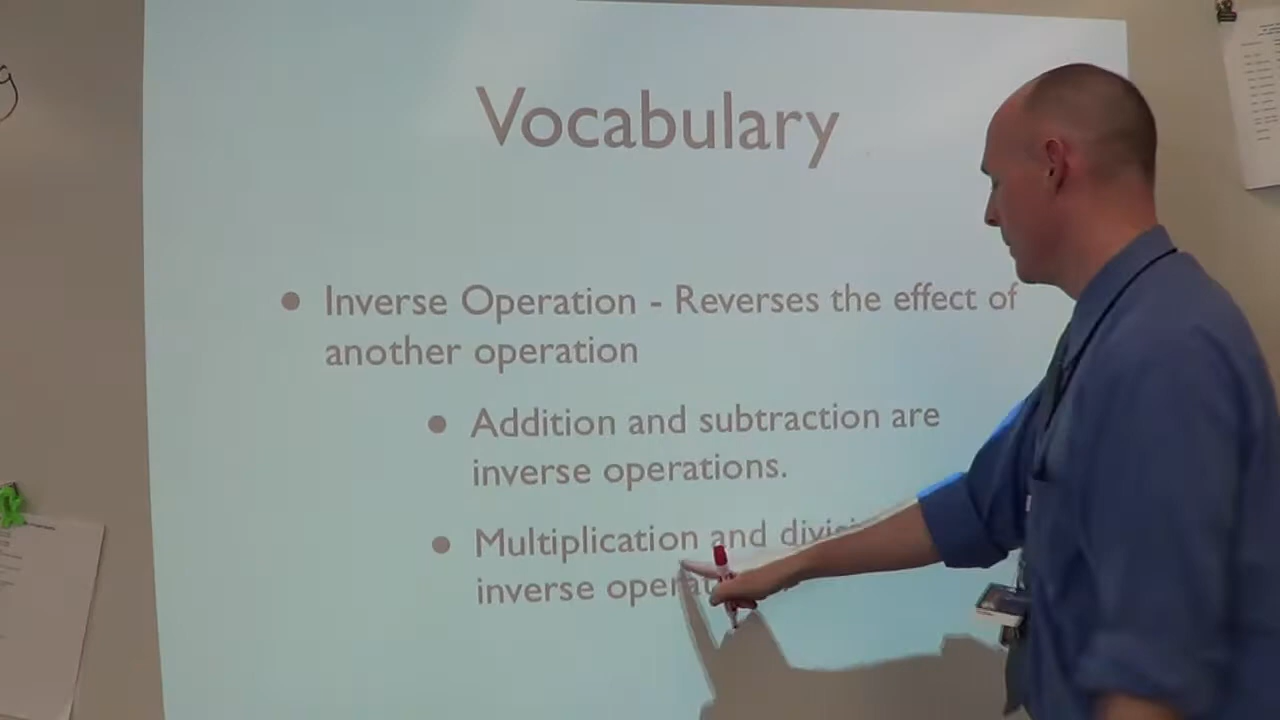 Vocabulary
• Inverse Operation - Reverses the effect of
another operation
• Addition and subtraction are
inverse operations.
• Multiplication and
inverse